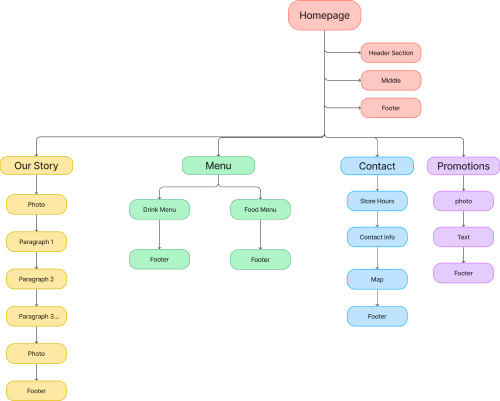 Homepage
Header Section
Middle
Footer
Our Story
Menu
Contact
Promotions
Photo
Drink Menu
Food Menu
Store Hours
photo
Paragraph 1
Contact info
Text
Footer
Footer
Paragraph 2
Map
Footer
Paragraph 3...
Footer
Photo
Footer